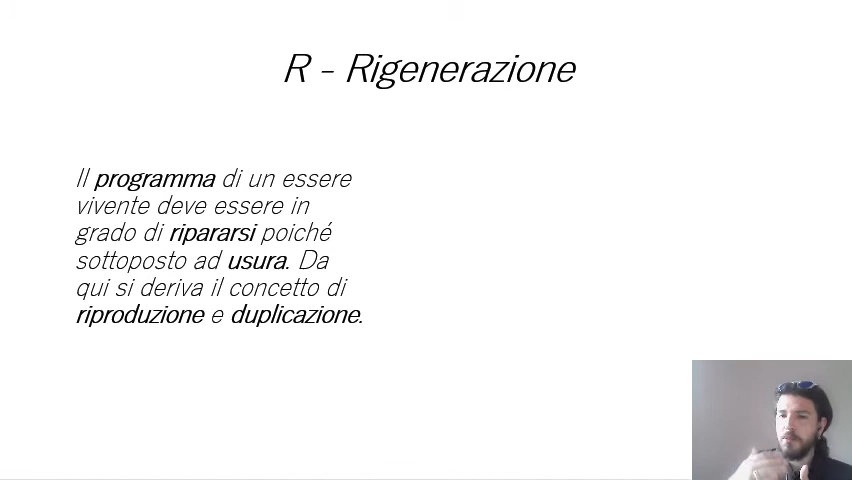 R - Rigenerazione
Il programma di un essere
vivente deve essere in
grado di ripararsi poiché
sottoposto ad usura. Da
qui si deriva il concetto di
riproduzione e duplicazione.